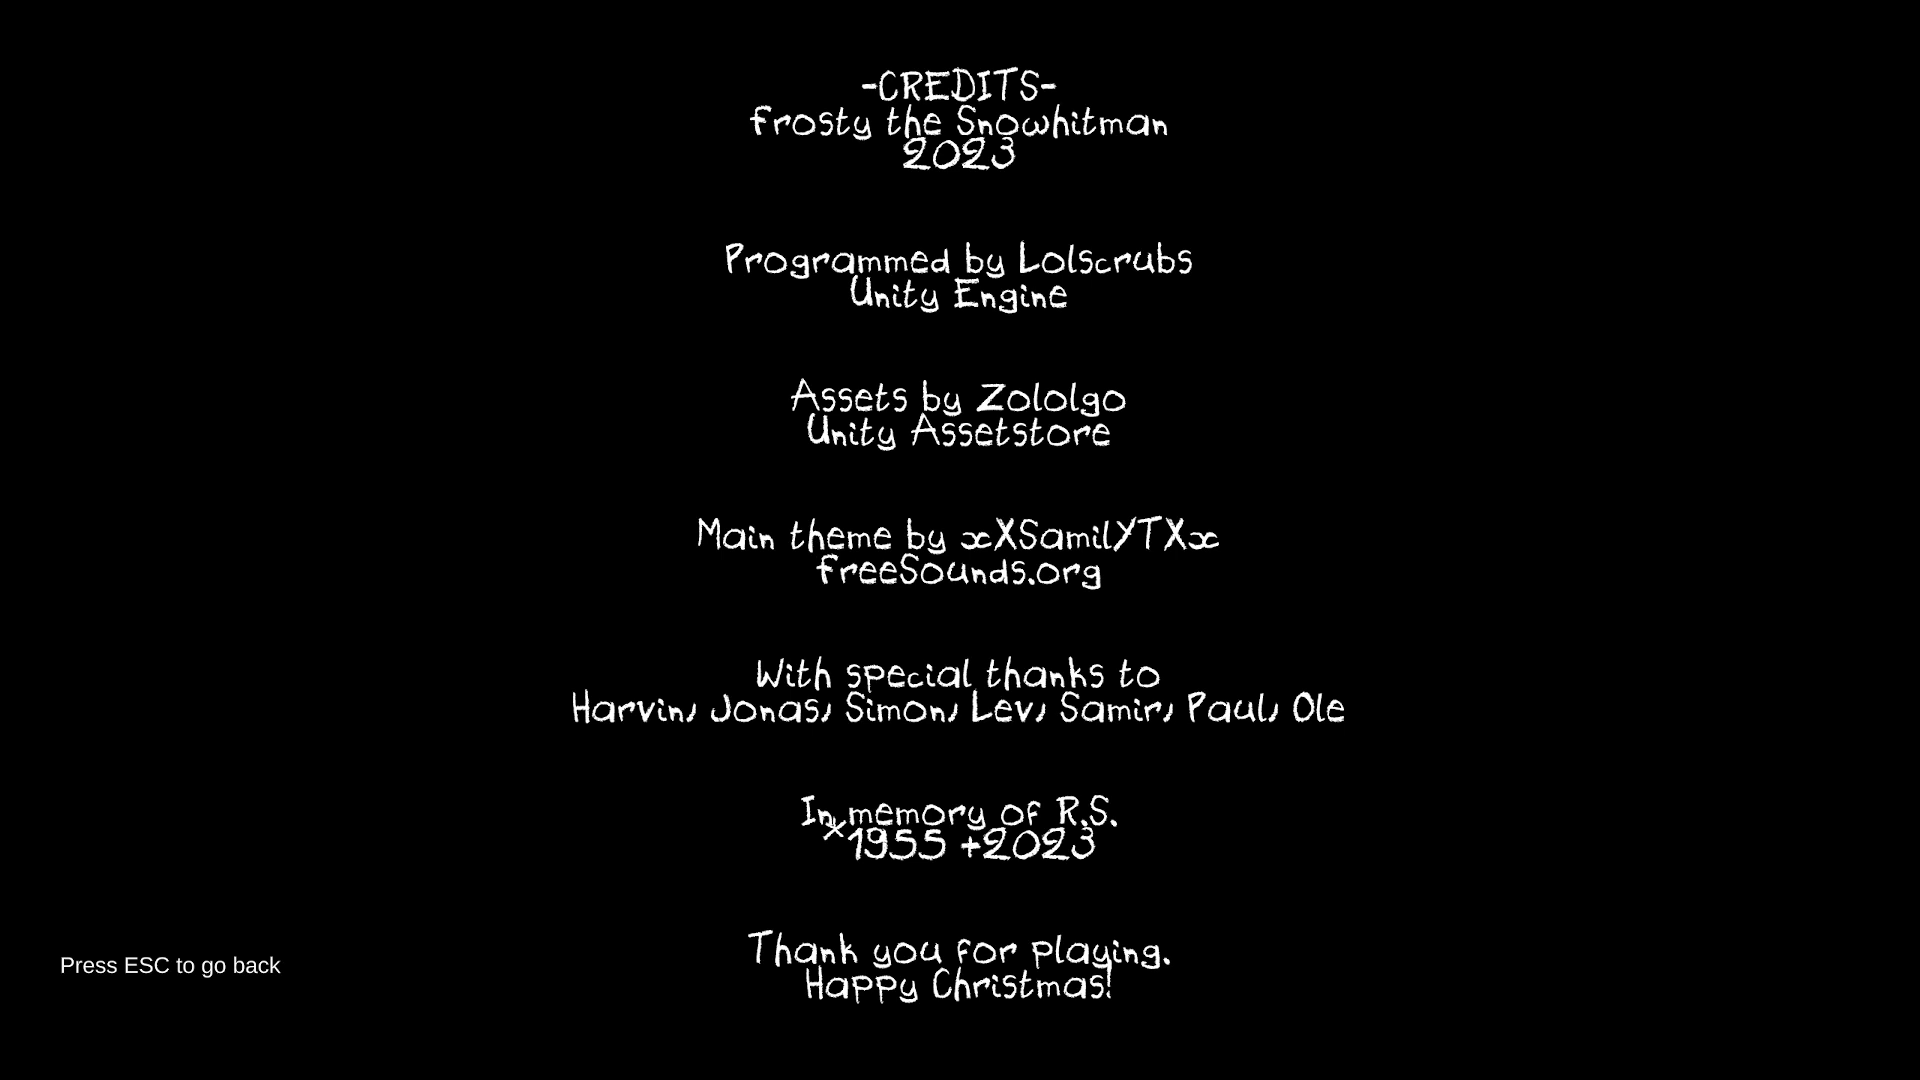 -CREDITS-
Frosty the Snowhitman
2023
Programmed by Lolscrubs
Unity Engine
Assets by Zololgo
Unity Assetstore
Main theme by xXSamilYTXx
FreeSounds.org
With special thanks to
Harvin, Jonas, Simon, Lev, Samir, Paul, Ole
In memory of R.S.
*1955 +2023
Thank you for playing.
Press ESC to go back
Happy Christmas!